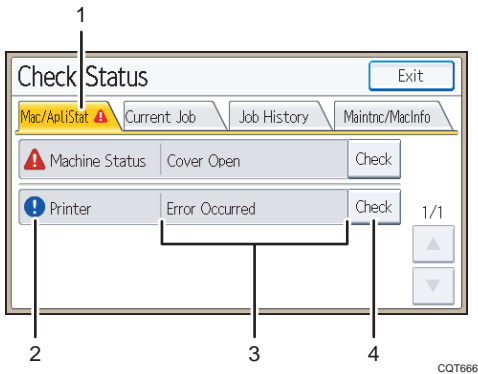 1
Check Status
Exit
Mac/ApliStat
Current Job
Job History
Maintnc/MacInfo
Machine Status
Cover Open
Check
Printer
Error Occurred
Check
1/1
2
3
4
CQT666